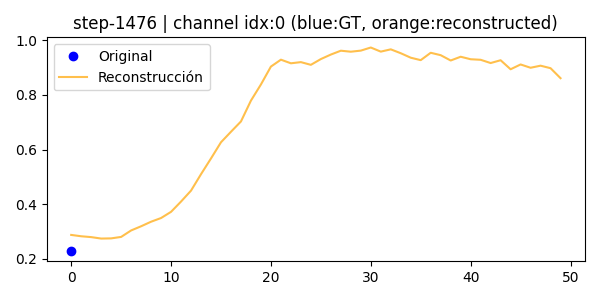 step-1476 | channel idx:0 (blue:GT, orange:reconstructed)
1.0
0.8
0.6
0.4
0.2
Original
Reconstrucción
0 10 20 30 40 50